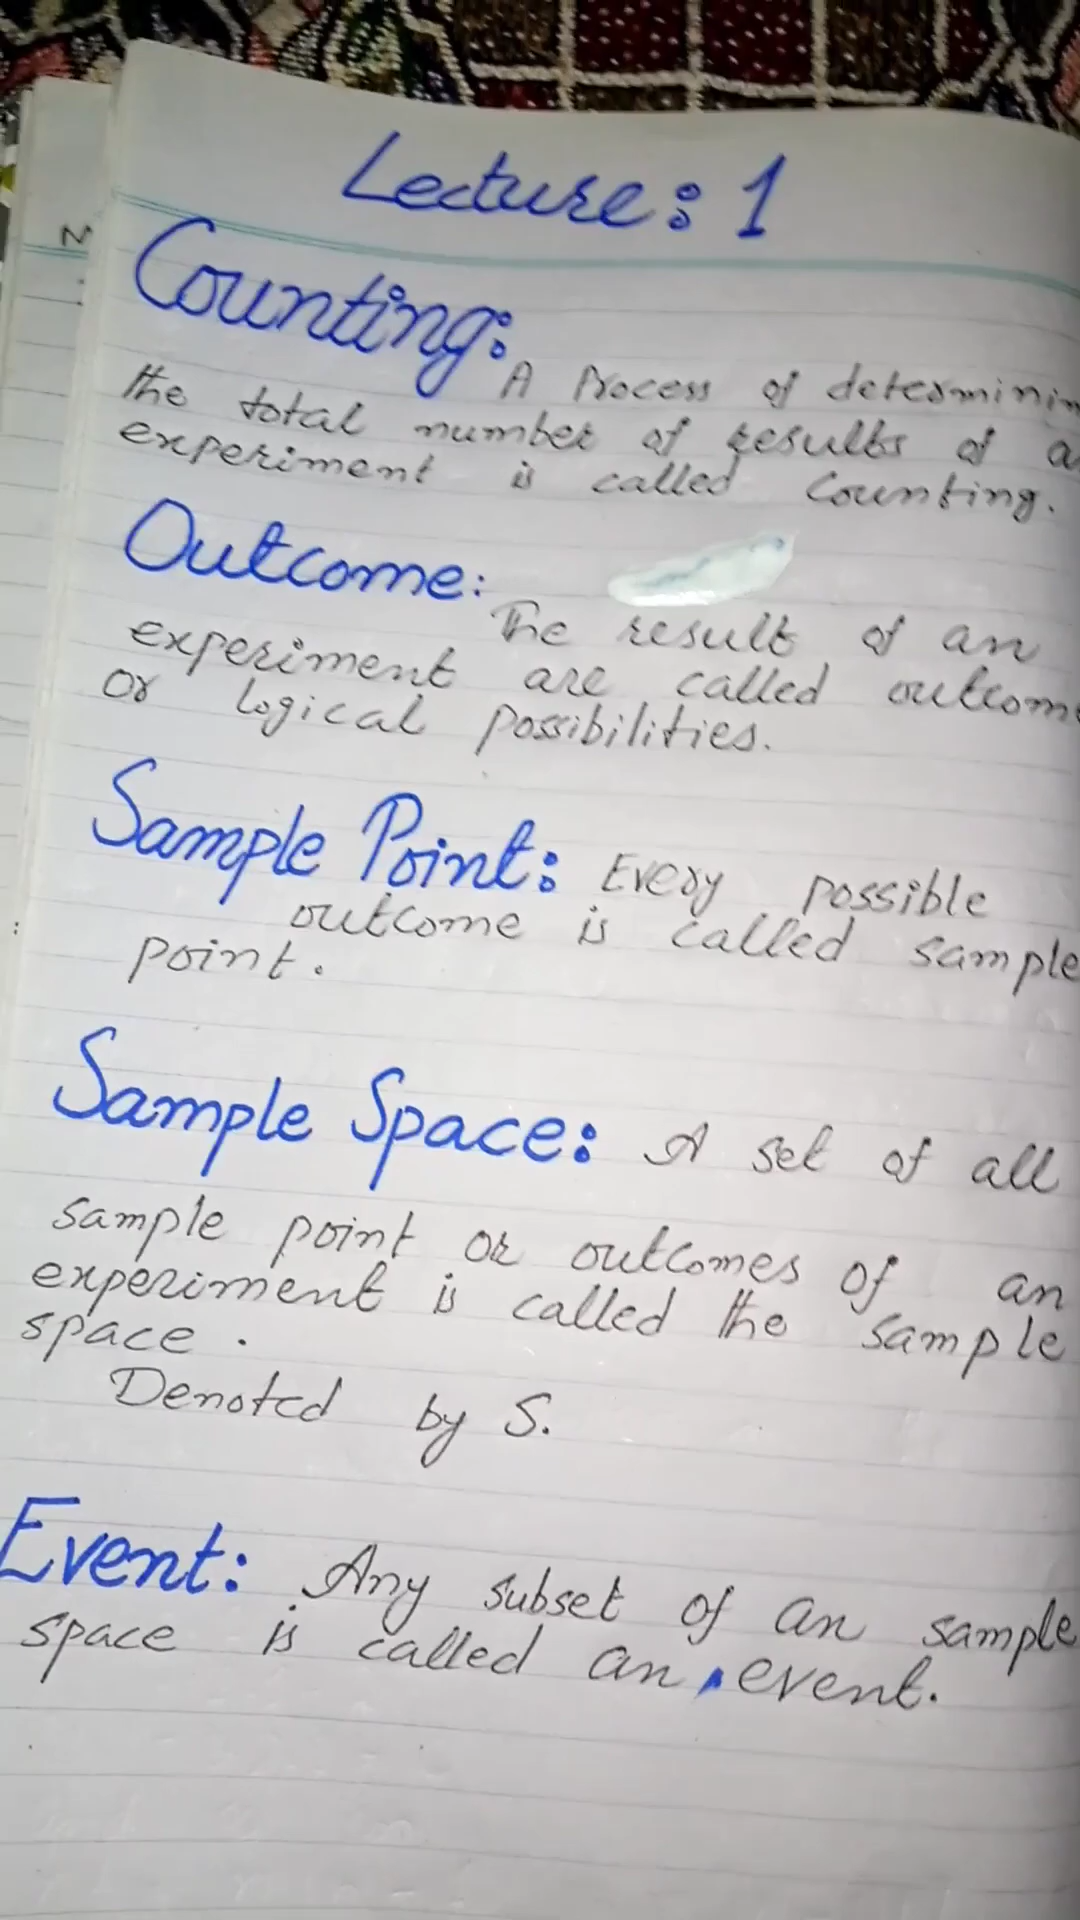 Lecture: 1
Counting:
A Process of determinin
the total number of results of a
experiment is called Counting.
Outcome:
The result of an
experiment are called outcome
or logical possibilities.
Sample Point: Every possible
outcome is called sample
point.
Sample Space: A set of all
sample point or outcomes of an
experiment is called the sample
space.
Denoted by S.
Event: Any subset of an sample
space is called an event.